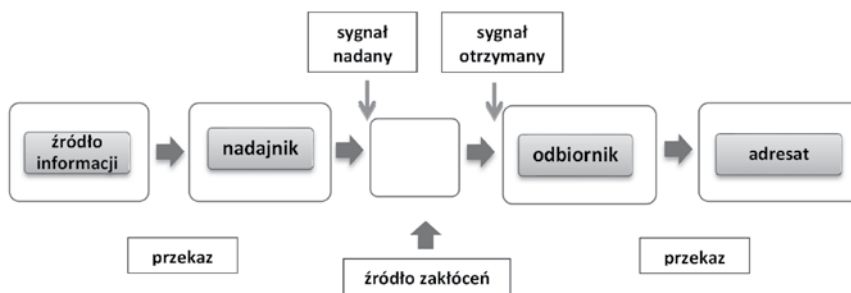 sygnał
nadany
sygnał
otrzymany
źródło
informacji
nadajnik
odbiornik
adresat
przekaz
źródło zakłóceń
przekaz